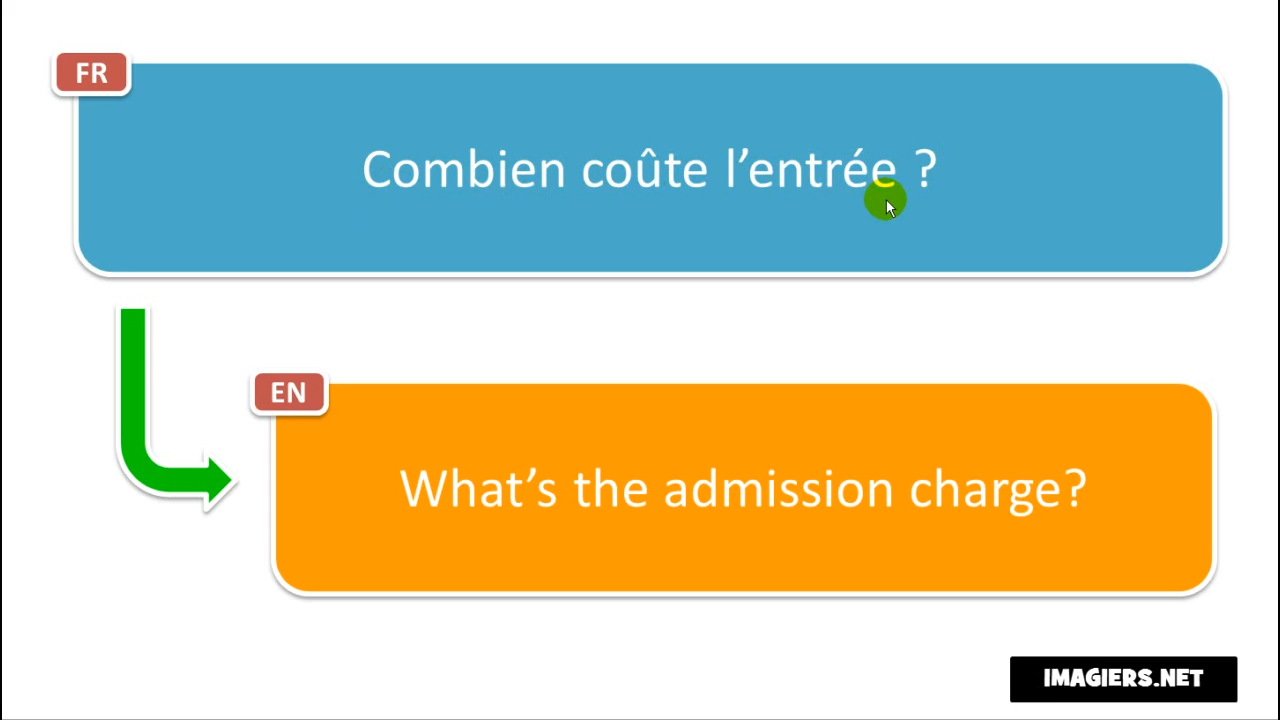 FR
Combien coûte l’entrée ?
EN
What’s the admission charge?
IMAGIERS.NET